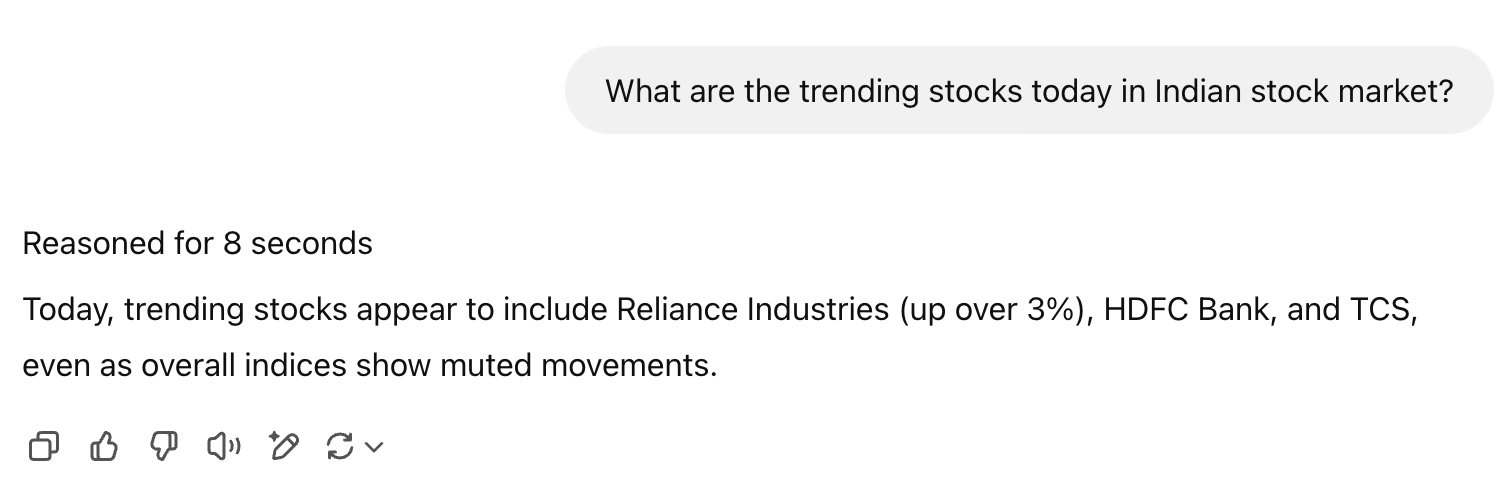 What are the trending stocks today in Indian stock market?
Reasoned for 8 seconds
Today, trending stocks appear to include Reliance Industries (up over 3%), HDFC Bank, and TCS,
even as overall indices show muted movements.